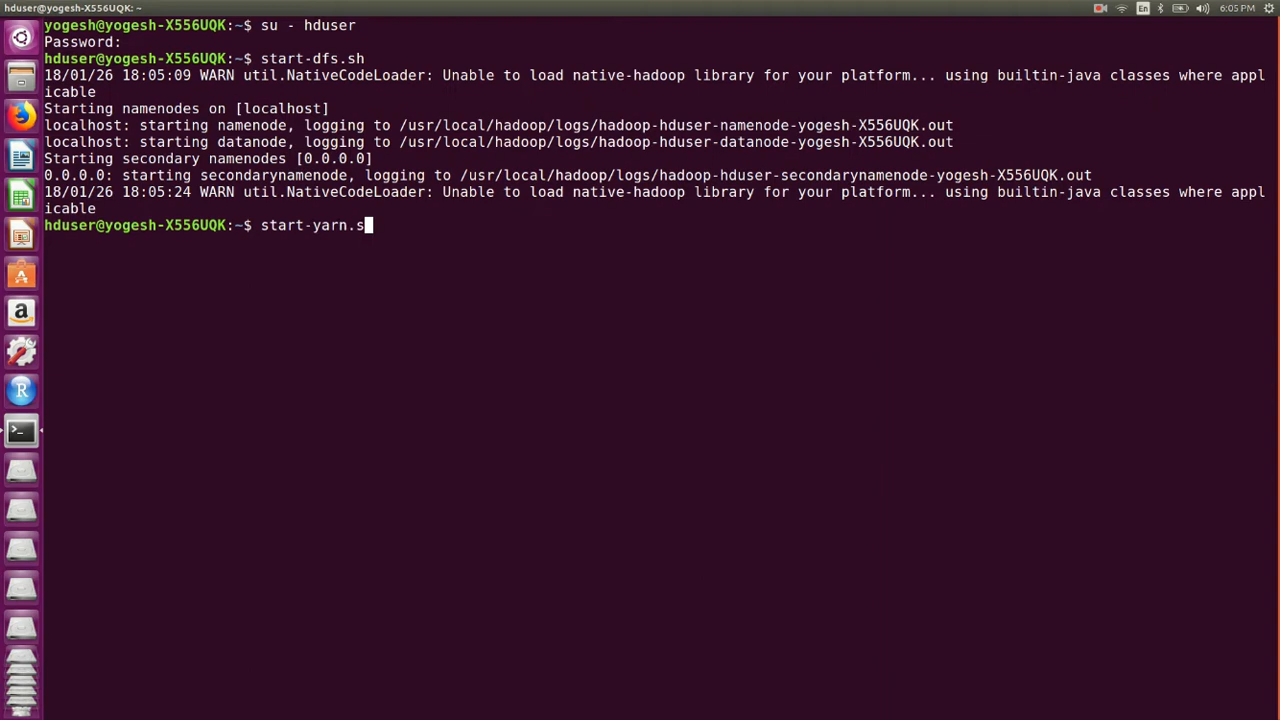 hduser@yogesh-X556UQK: ~
En
6:05 PM
yogesh@yogesh-X556UQK:~$ su - hduser
Password:
hduser@yogesh-X556UQK:~$ start-dfs.sh
18/01/26 18:05:09 WARN util.NativeCodeLoader: Unable to load native-hadoop library for your platform... using builtin-java classes where appl
icable
Starting namenodes on [localhost]
localhost: starting namenode, logging to /usr/local/hadoop/logs/hadoop-hduser-namenode-yogesh-X556UQK.out
localhost: starting datanode, logging to /usr/local/hadoop/logs/hadoop-hduser-datanode-yogesh-X556UQK.out
Starting secondary namenodes [0.0.0.0]
0.0.0.0: starting secondarynamenode, logging to /usr/local/hadoop/logs/hadoop-hduser-secondarynamenode-yogesh-X556UQK.out
18/01/26 18:05:24 WARN util.NativeCodeLoader: Unable to load native-hadoop library for your platform... using builtin-java classes where appl
icable
hduser@yogesh-X556UQK:~$ start-yarn.s